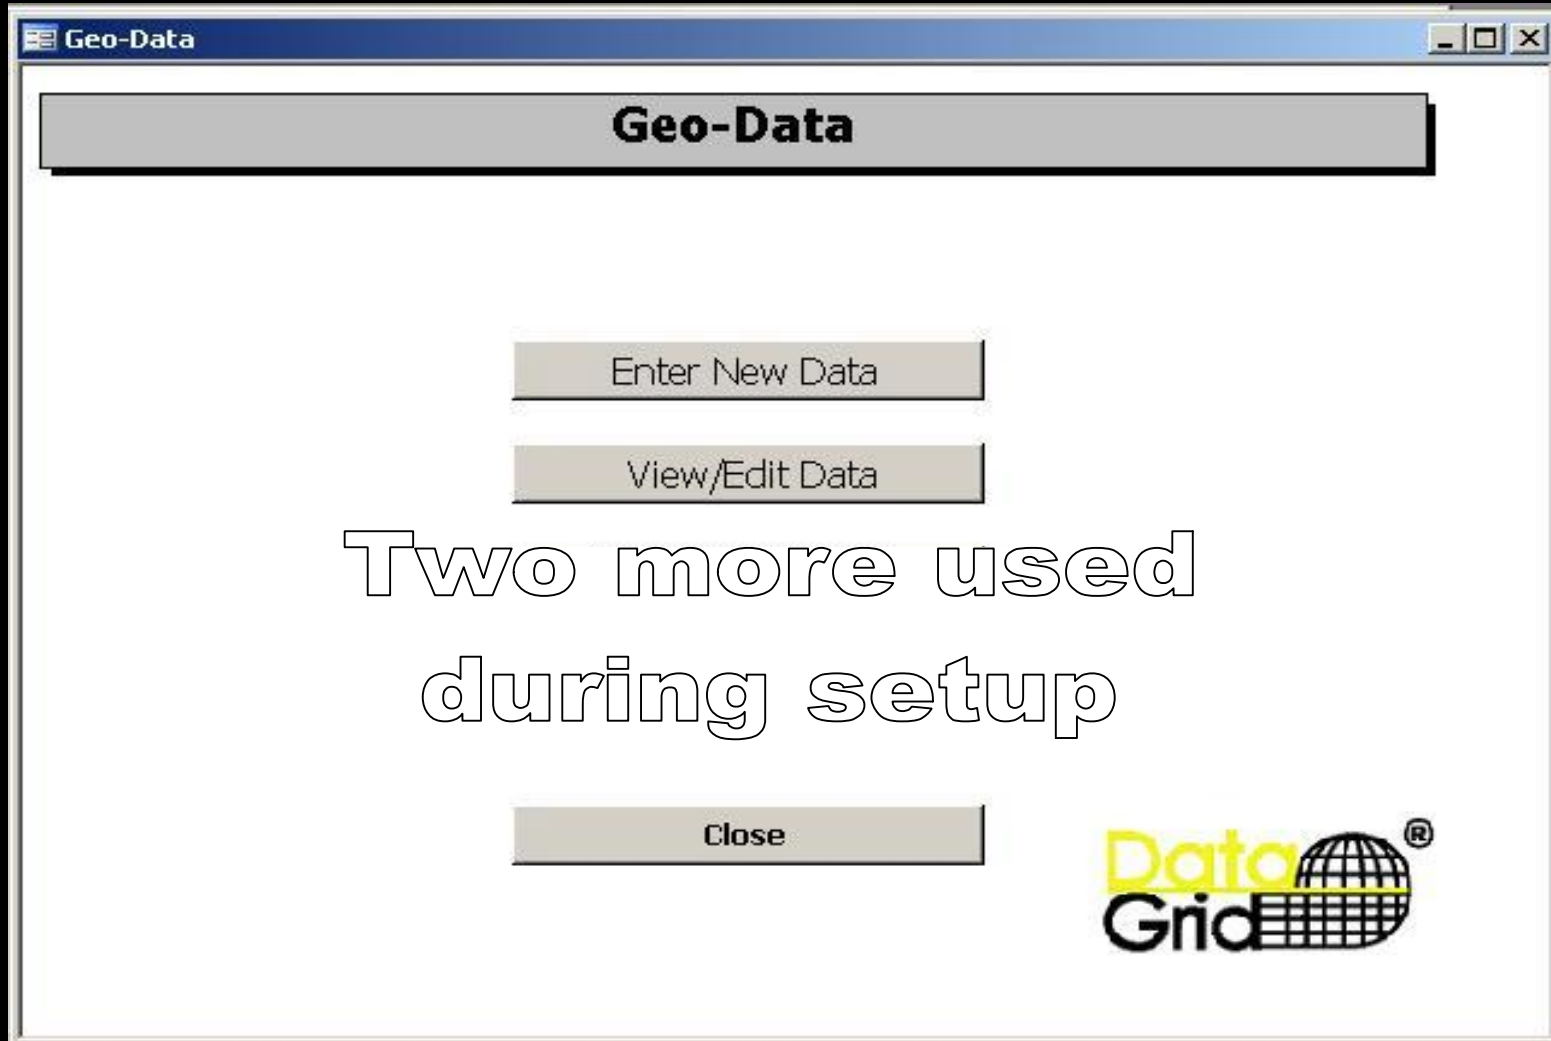 Geo-Data
Geo-Data
Enter New Data
View/Edit Data
Two more used
during setup
Close
Data ®
Grid